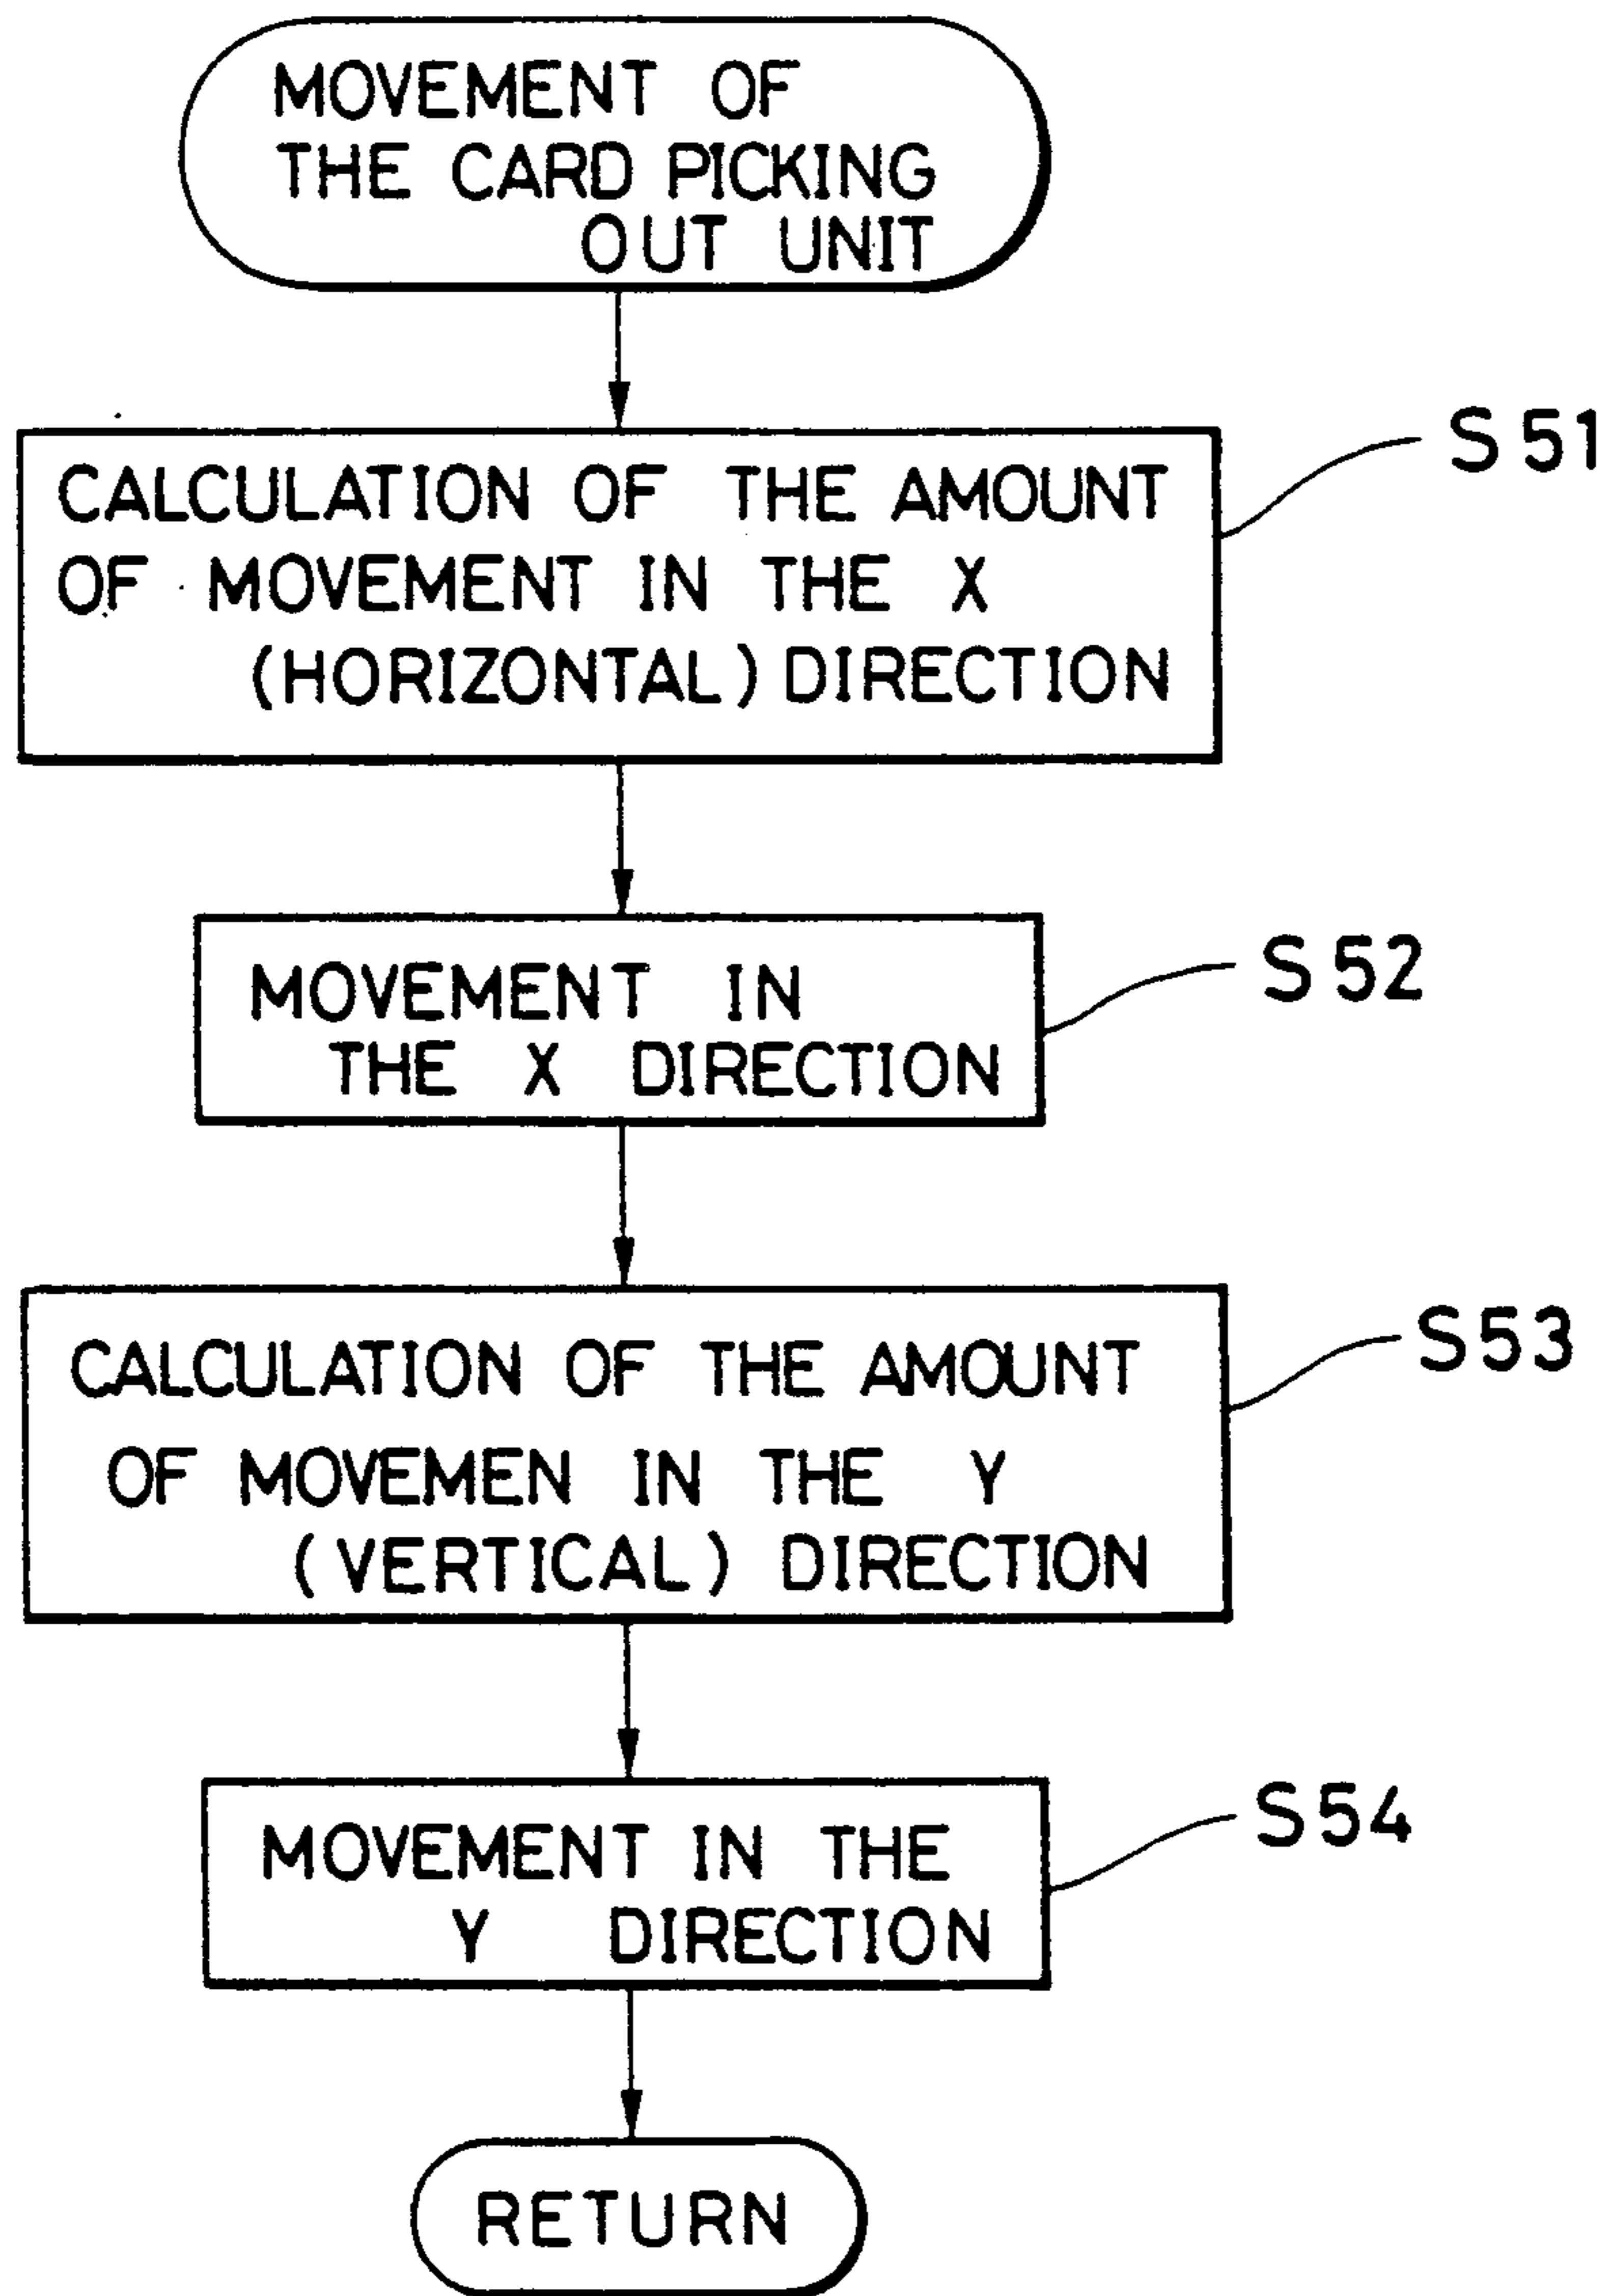 MOVEMENT OF
THE CARD PICKING
OUT UNIT
S51
CALCULATION OF THE AMOUNT
OF MOVEMENT IN THE X
(HORIZONTAL) DIRECTION
S52
MOVEMENT IN
THE X DIRECTION
S53
CALCULATION OF THE AMOUNT
OF MOVEMEN IN THE Y
(VERTICAL) DIRECTION
S54
MOVEMENT IN THE
Y DIRECTION
RETURN